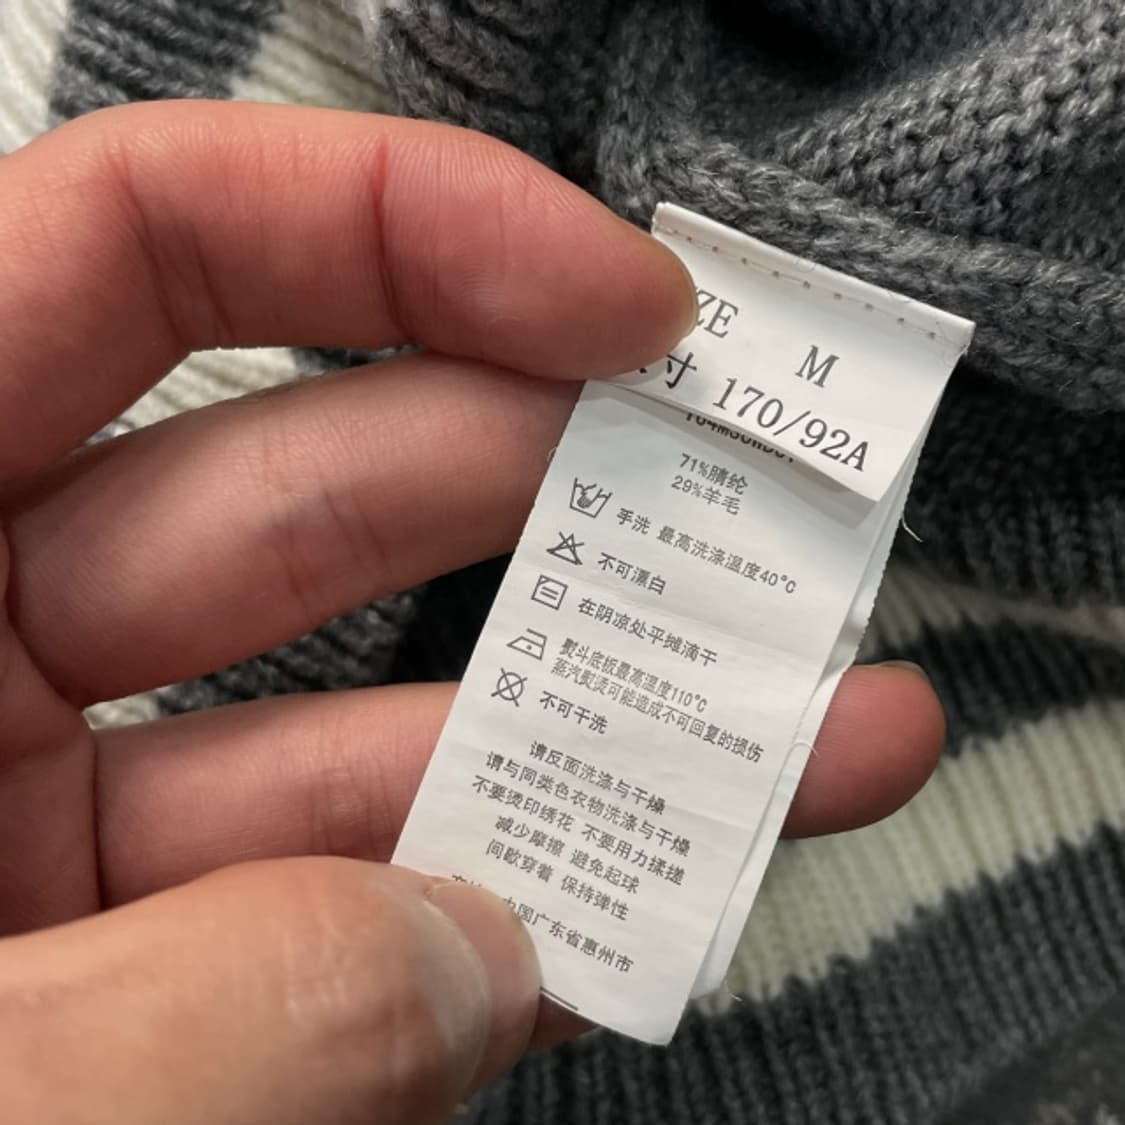 ZE M
寸 170/92A
71%腈纶
29%羊毛
手洗 最高洗涤温度40°C
不可漂白
在阴凉处平摊滴干
熨斗底板最高温度110°C
蒸汽熨烫可能造成不可回复的损伤
不可干洗
请反面洗涤与干燥
请与同类色衣物洗涤与干燥
不要烫印绣花 不要用力揉搓
减少摩擦 避免起球
间歇穿着 保持弹性
中国广东省惠州市